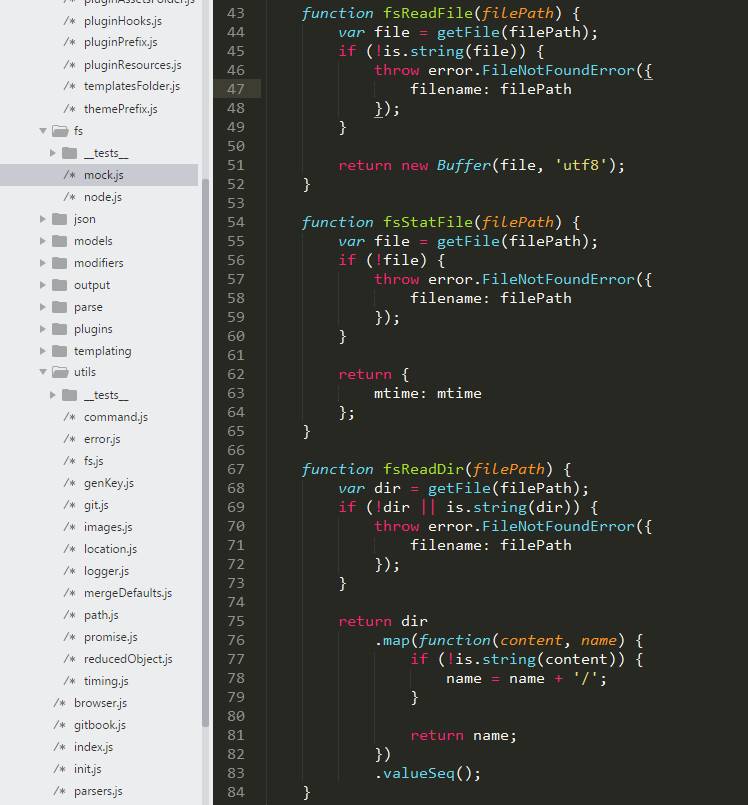 pluginAssetsFolder.js
/* pluginHooks.js
/* pluginPrefix.js
/* pluginResources.js
/* templatesFolder.js
/* themePrefix.js
fs
__tests__
/* mock.js
/* node.js
json
models
modifiers
output
parse
plugins
templating
utils
__tests__
/* command.js
/* error.js
/* fs.js
/* genKey.js
/* git.js
/* images.js
/* location.js
/* logger.js
/* mergeDefaults.js
/* path.js
/* promise.js
/* reducedObject.js
/* timing.js
/* browser.js
/* gitbook.js
/* index.js
/* init.js
/* parsers.js
43 function fsReadFile(filePath) {
44 var file = getFile(filePath);
45 if (!is.string(file)) {
46 throw error.FileNotFoundError({
47 filename: filePath
48 });
49 }
50
51 return new Buffer(file, 'utf8');
52 }
53
54 function fsStatFile(filePath) {
55 var file = getFile(filePath);
56 if (!file) {
57 throw error.FileNotFoundError({
58 filename: filePath
59 });
60 }
61
62 return {
63 mtime: mtime
64 };
65 }
66
67 function fsReadDir(filePath) {
68 var dir = getFile(filePath);
69 if (!dir || is.string(dir)) {
70 throw error.FileNotFoundError({
71 filename: filePath
72 });
73 }
74
75 return dir
76 .map(function(content, name) {
77 if (!is.string(content)) {
78 name = name + '/';
79 }
80
81 return name;
82 })
83 .valueSeq();
84 }